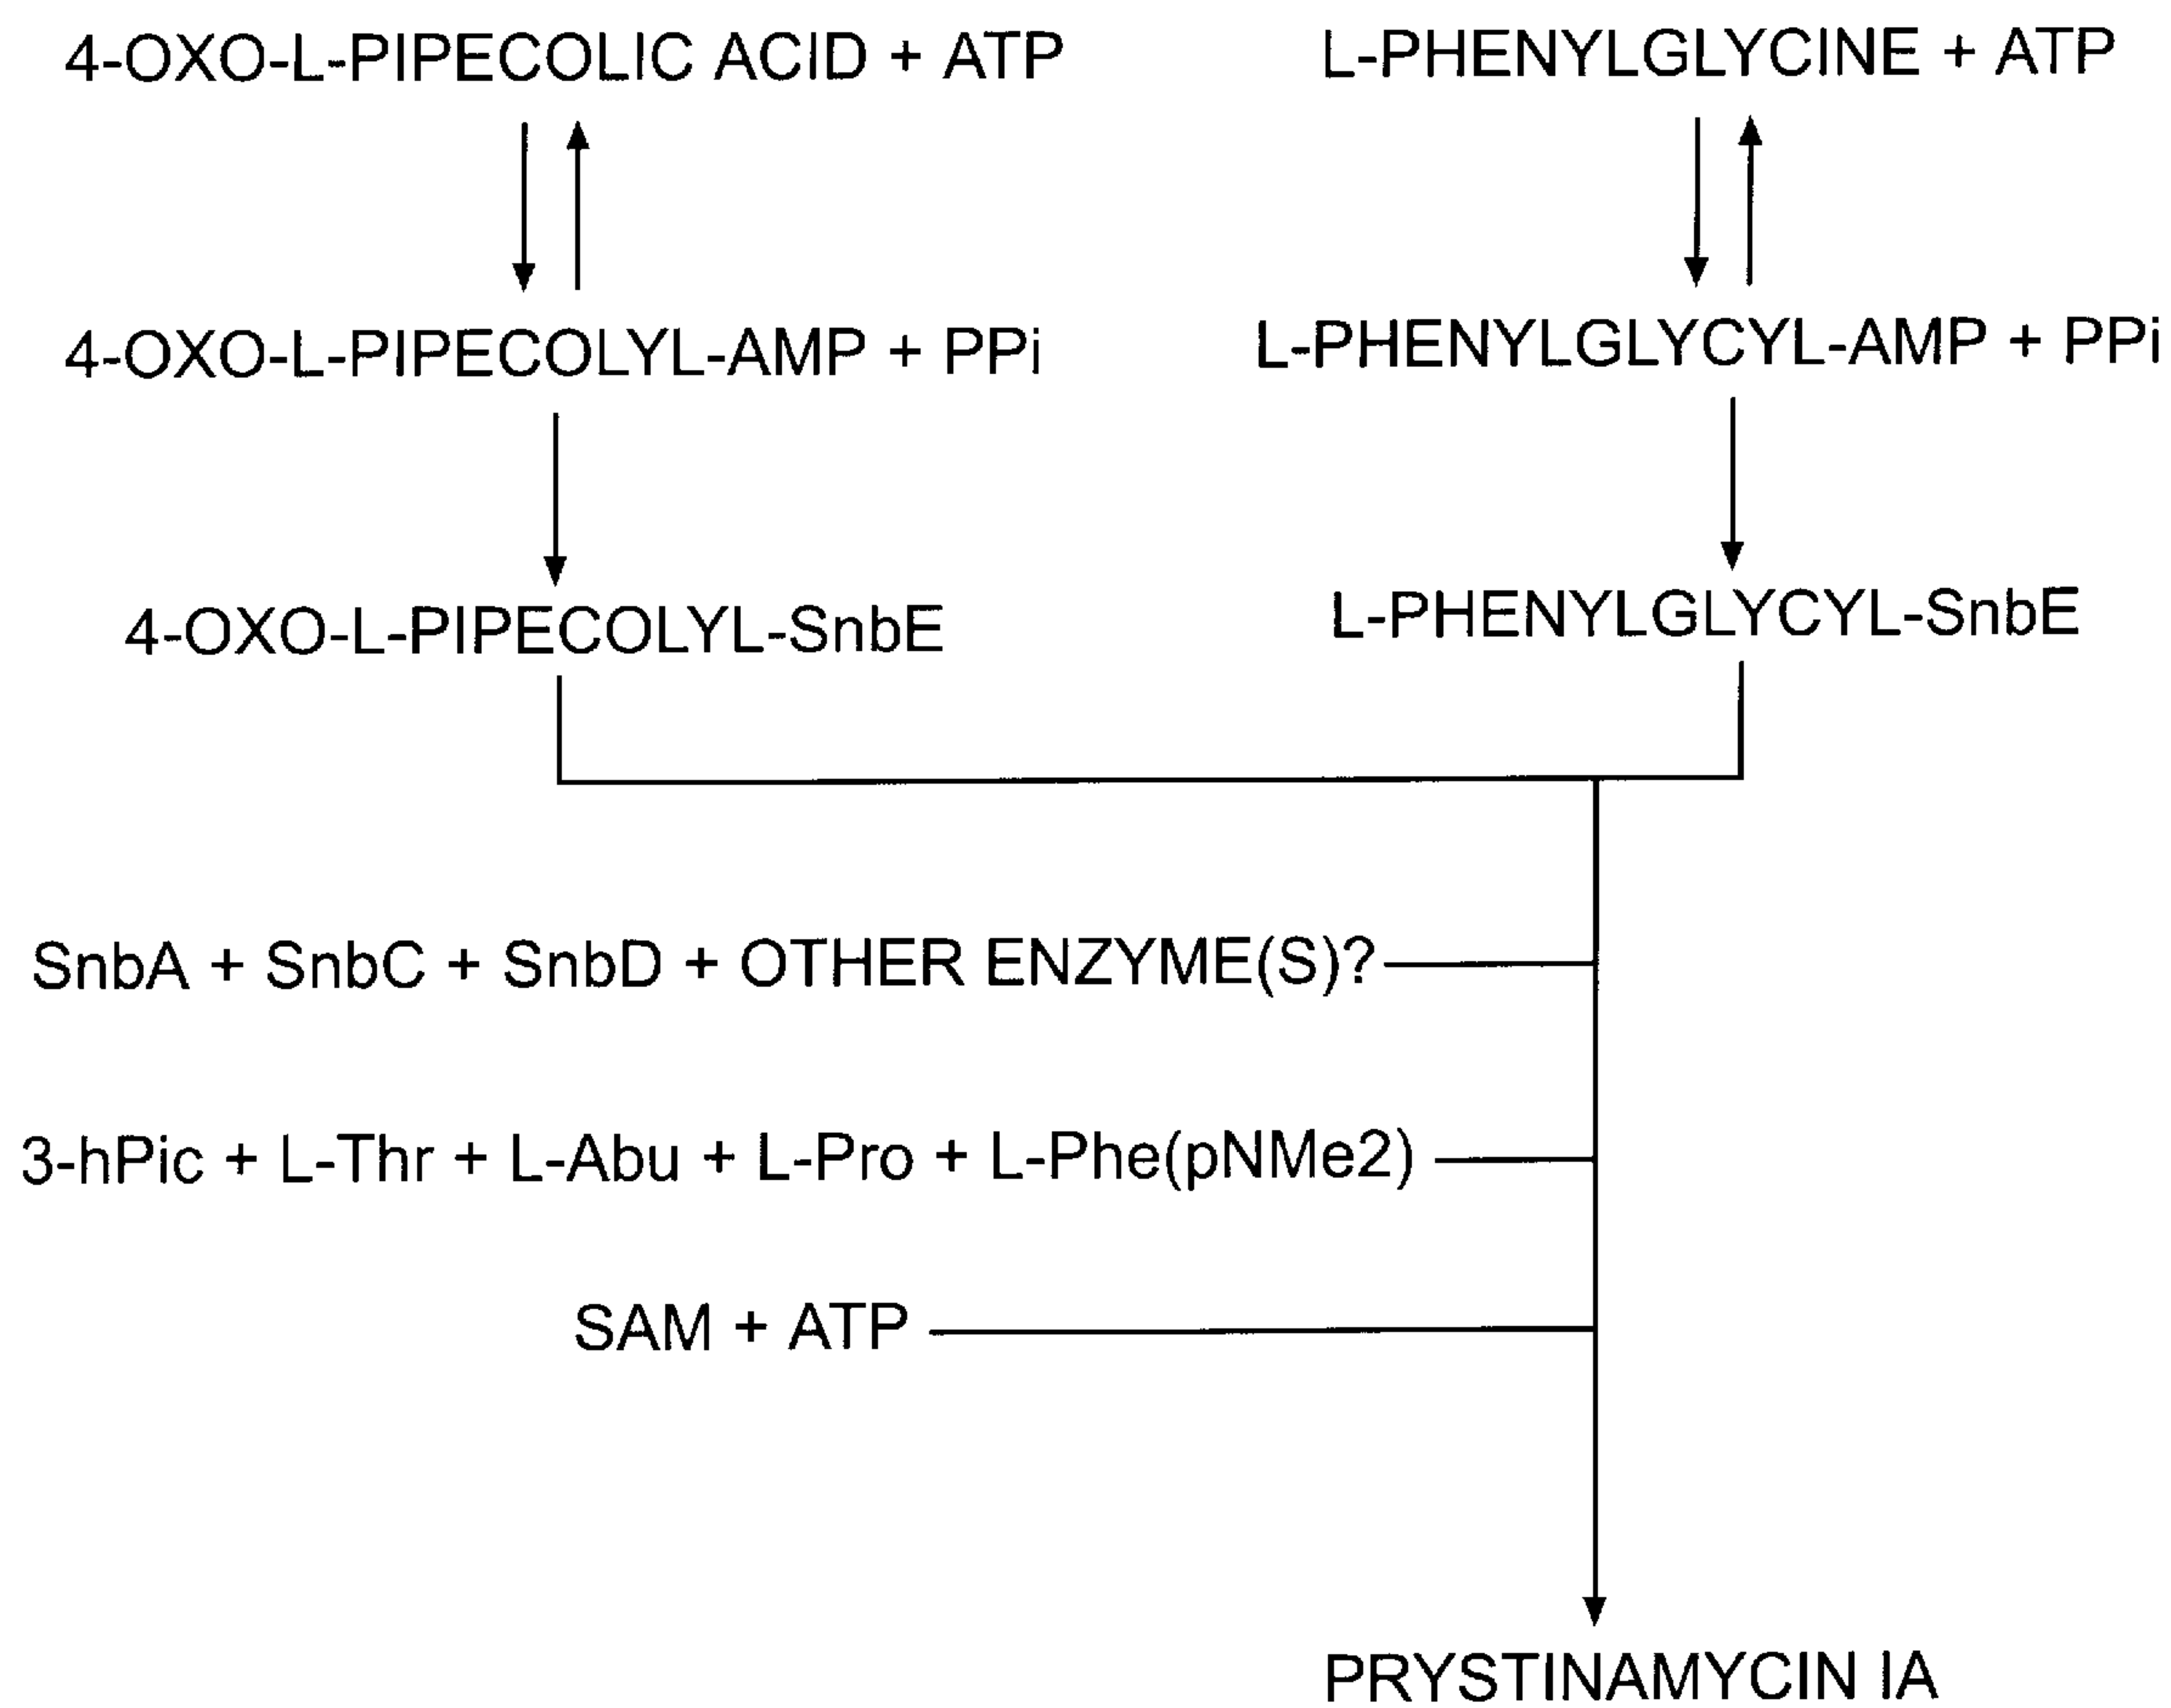 4-OXO-L-PIPECOLIC ACID + ATP
L-PHENYLGLYCINE + ATP
4-OXO-L-PIPECOLYL-AMP + PPi
L-PHENYLGLYCYL-AMP + PPi
4-OXO-L-PIPECOLYL-SnbE
L-PHENYLGLYCYL-SnbE
SnbA + SnbC + SnbD + OTHER ENZYME(S)?
3-hPic + L-Thr + L-Abu + L-Pro + L-Phe(pNMe2)
SAM + ATP
PRYSTINAMYCIN IA